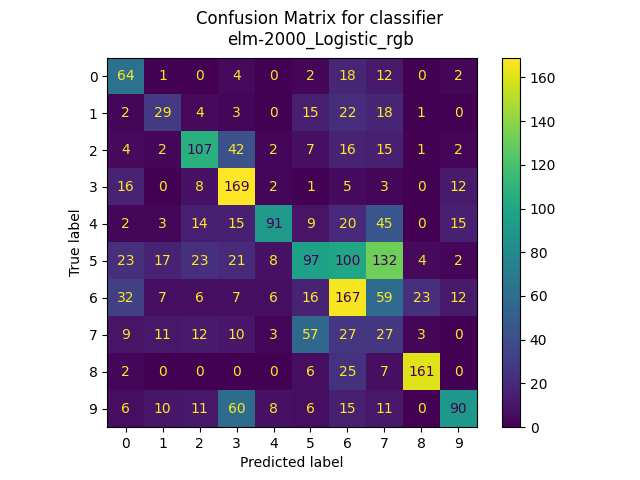 Confusion Matrix for classifier
elm-2000_Logistic_rgb
0 64 1 0 4 0 2 18 12 0 2
1 2 29 4 3 0 15 22 18 1 0
2 4 2 107 42 2 7 16 15 1 2
3 16 0 8 169 2 1 5 3 0 12
4 2 3 14 15 91 9 20 45 0 15
5 23 17 23 21 8 97 100 132 4 2
6 32 7 6 7 6 16 167 59 23 12
7 9 11 12 10 3 57 27 27 3 0
8 2 0 0 0 0 6 25 7 161 0
9 6 10 11 60 8 6 15 11 0 90
0 1 2 3 4 5 6 7 8 9
Predicted label
True label
160
140
120
100
80
60
40
20
0